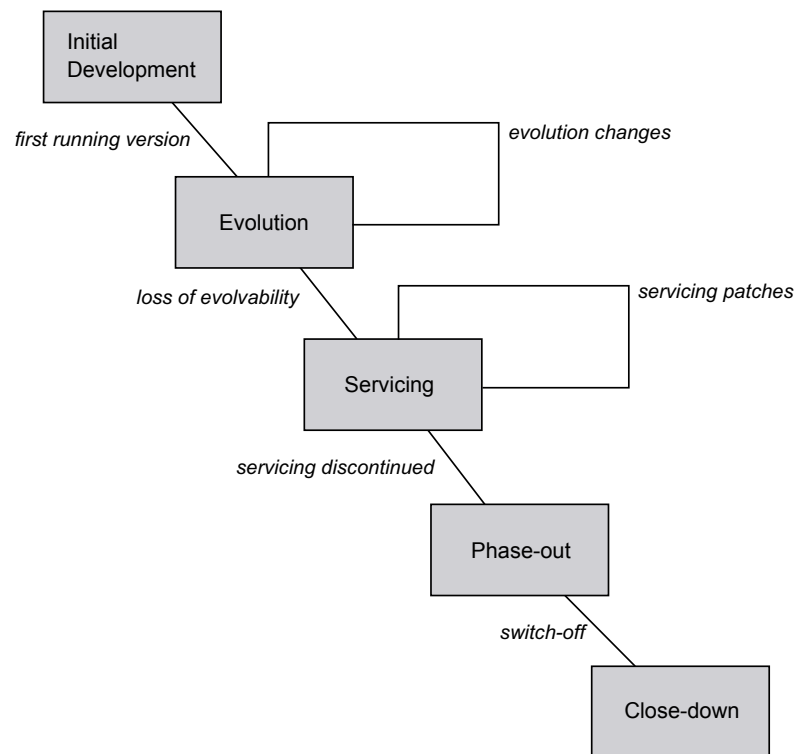 Initial
Development
first running version
evolution changes
Evolution
loss of evolvability
servicing patches
Servicing
servicing discontinued
Phase-out
switch-off
Close-down